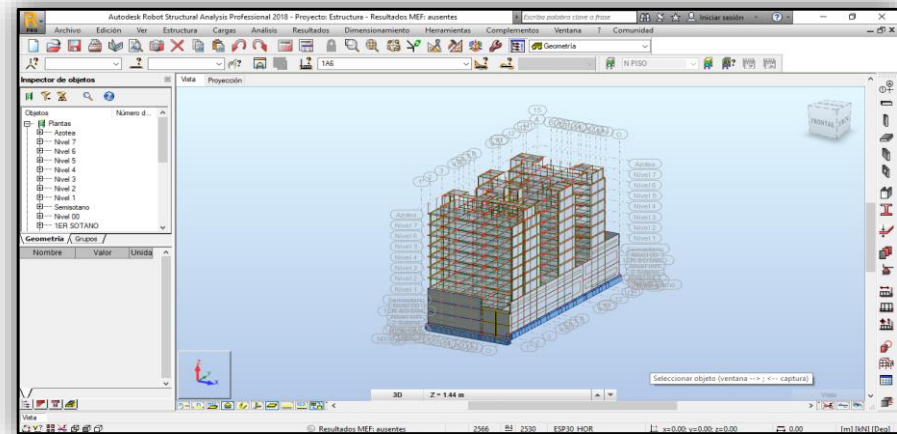 Autodesk Robot Structural Analysis Professional 2018 - Proyecto: Estructura - Resultados MEF: ausentes
Escriba palabra clave o frase
Iniciar sesión
PRO
Archivo Edición Ver Estructura Cargas Análisis Resultados Dimensionamiento Herramientas Complementos Ventana ? Comunidad
Geometría
1A6
N PISO
Inspector de objetos
Vista Proyección
Objetos Número d...
Plantas
Azotea
Nivel 7
Nivel 6
Nivel 5
Nivel 4
Nivel 3
Nivel 2
Nivel 1
Semisotano
Nivel 00
1ER SOTANO
Geometría Grupos
Nombre Valor Unida
FRONTAL
Azotea
Nivel 7
Nivel 6
Nivel 5
Nivel 4
Nivel 3
Nivel 2
Nivel 1
Azotea
Nivel 7
Nivel 6
Nivel 5
Nivel 4
Nivel 3
Nivel 2
Nivel 1
Seleccionar objeto (ventana --> ; <-- captura)
3D Z = 1.44 m
Vista
Vista
Resultados MEF: ausentes 2566 2530 ESP30_HOR x=0.00; y=0.00; z=0.00 0.00 [m] [kN] [Deg]